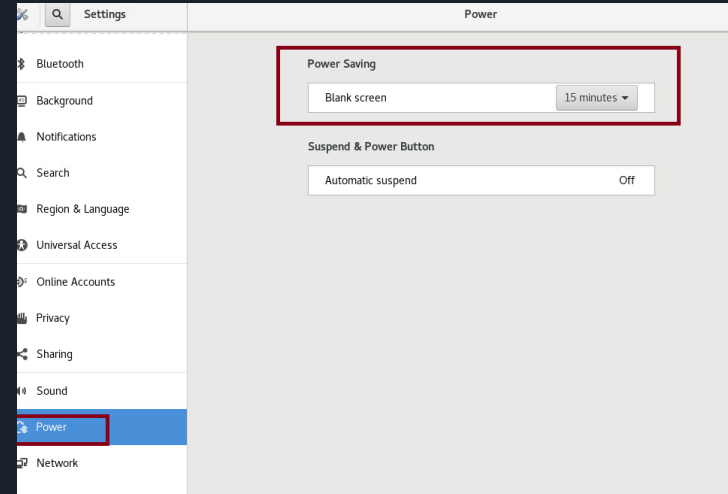 Settings
Power
Bluetooth
Background
Notifications
Search
Region & Language
Universal Access
Online Accounts
Privacy
Sharing
Sound
Power
Network
Power Saving
Blank screen 15 minutes
Suspend & Power Button
Automatic suspend Off